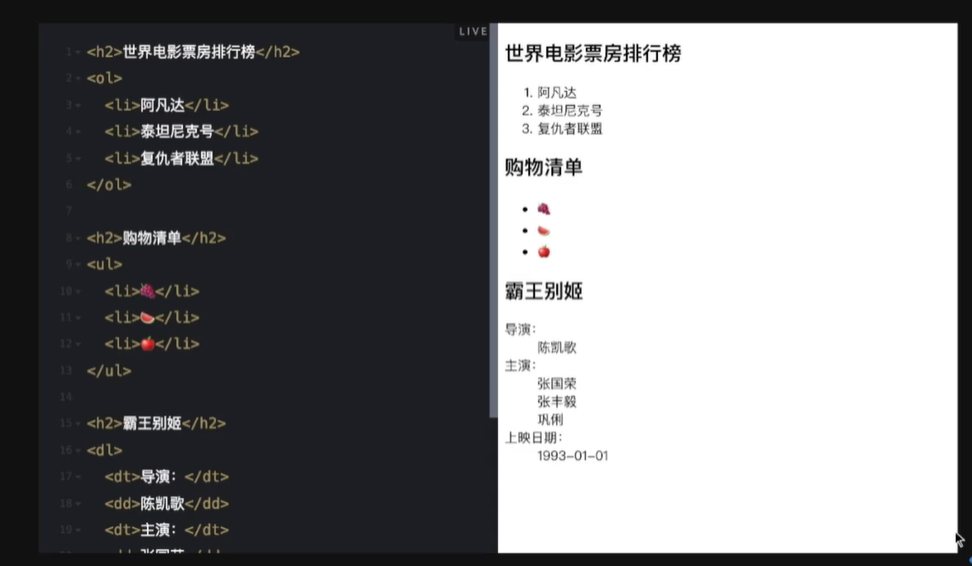 LIVE
1 <h2>世界电影票房排行榜</h2>
2 <ol>
3 <li>阿凡达</li>
4 <li>泰坦尼克号</li>
5 <li>复仇者联盟</li>
6 </ol>
7
8 <h2>购物清单</h2>
9 <ul>
10 <li>🍇</li>
11 <li>🍉</li>
12 <li>🍎</li>
13 </ul>
14
15 <h2>霸王别姬</h2>
16 <dl>
17 <dt>导演：</dt>
18 <dd>陈凯歌</dd>
19 <dt>主演：</dt>
世界电影票房排行榜
1. 阿凡达
2. 泰坦尼克号
3. 复仇者联盟
购物清单
• 🍇
• 🍉
• 🍎
霸王别姬
导演：
陈凯歌
主演：
张国荣
张丰毅
巩俐
上映日期：
1993-01-01